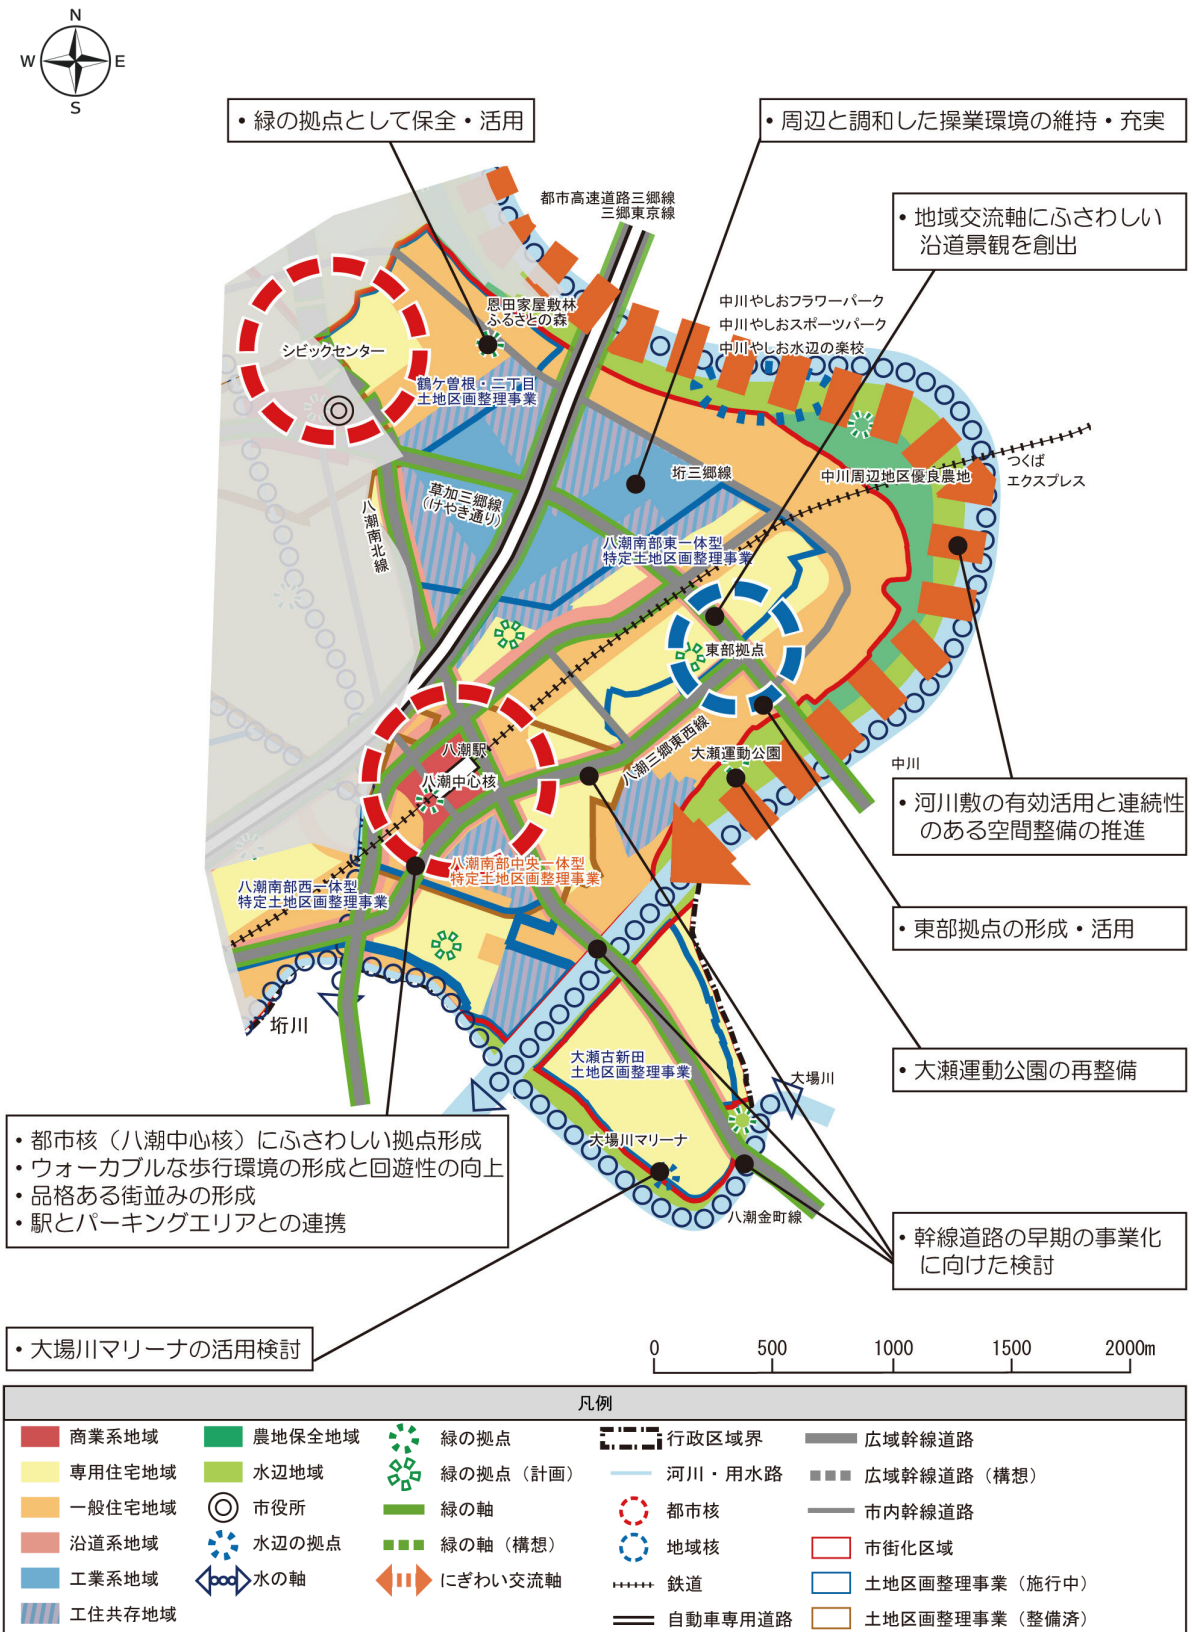 N
W
E
S
・緑の拠点として保全・活用
・周辺と調和した操業環境の維持・充実
都市高速道路三郷線
三郷東京線
・地域交流軸にふさわしい
沿道景観を創出
恩田家屋敷林
ふるさとの森
中川やしおフラワーパーク
中川やしおスポーツパーク
中川やしお水辺の楽校
シビックセンター
鶴ケ曽根・二丁目
土地区画整理事業
つくば
エクスプレス
垳三郷線
中川周辺地区優良農地
草加三郷線
(けやき通り)
八潮南北線
八潮南部東一体型
特定土地区画整理事業
東部拠点
八潮三郷東西線
八潮駅
八潮中心核
大瀬運動公園
中川
・河川敷の有効活用と連続性
のある空間整備の推進
八潮南部中央一体型
特定土地区画整理事業
八潮南部西一体型
特定土地区画整理事業
・東部拠点の形成・活用
垳川
大瀬古新田
土地区画整理事業
・大瀬運動公園の再整備
大場川
・都市核（八潮中心核）にふさわしい拠点形成
・ウォーカブルな歩行環境の形成と回遊性の向上
・品格ある街並みの形成
・駅とパーキングエリアとの連携
大場川マリーナ
八潮金町線
・幹線道路の早期の事業化
に向けた検討
・大場川マリーナの活用検討
0 500 1000 1500 2000m
凡例
商業系地域
専用住宅地域
一般住宅地域
沿道系地域
工業系地域
工住共存地域
農地保全地域
水辺地域
市役所
水辺の拠点
水の軸
緑の拠点
緑の拠点（計画）
緑の軸
緑の軸（構想）
にぎわい交流軸
行政区域界
河川・用水路
都市核
地域核
鉄道
自動車専用道路
広域幹線道路
広域幹線道路（構想）
市内幹線道路
市街化区域
土地区画整理事業（施行中）
土地区画整理事業（整備済）